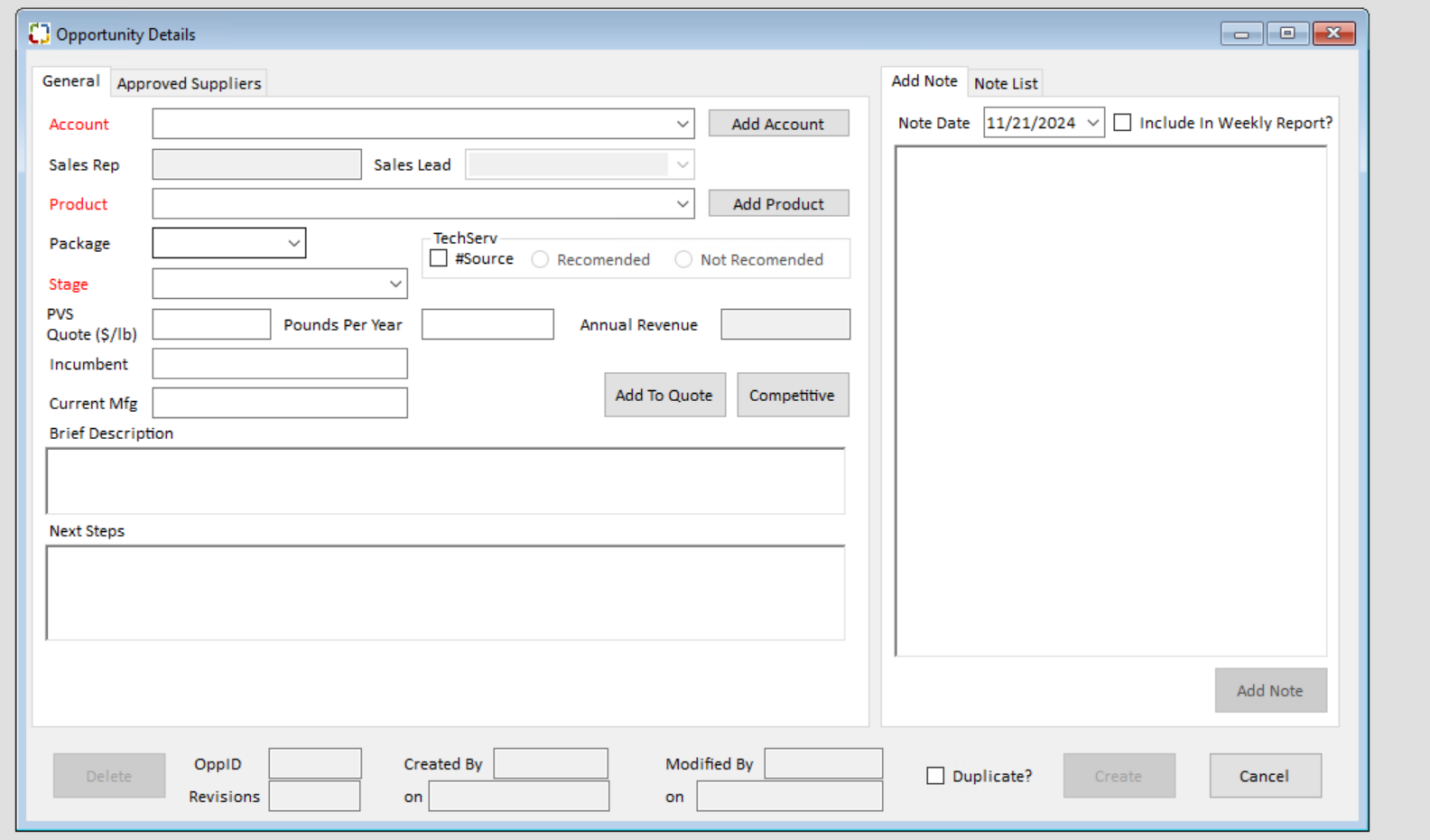 Opportunity Details
General Approved Suppliers
Account Add Account
Sales Rep Sales Lead
Product Add Product
Package
TechServ
#Source Recomended Not Recomended
Stage
PVS
Quote ($/lb) Pounds Per Year Annual Revenue
Incumbent
Current Mfg
Add To Quote Competitive
Brief Description
Next Steps
Add Note Note List
Note Date 11/21/2024 Include In Weekly Report?
Add Note
Delete
OppID Created By Modified By
Revisions on on
Duplicate? Create Cancel